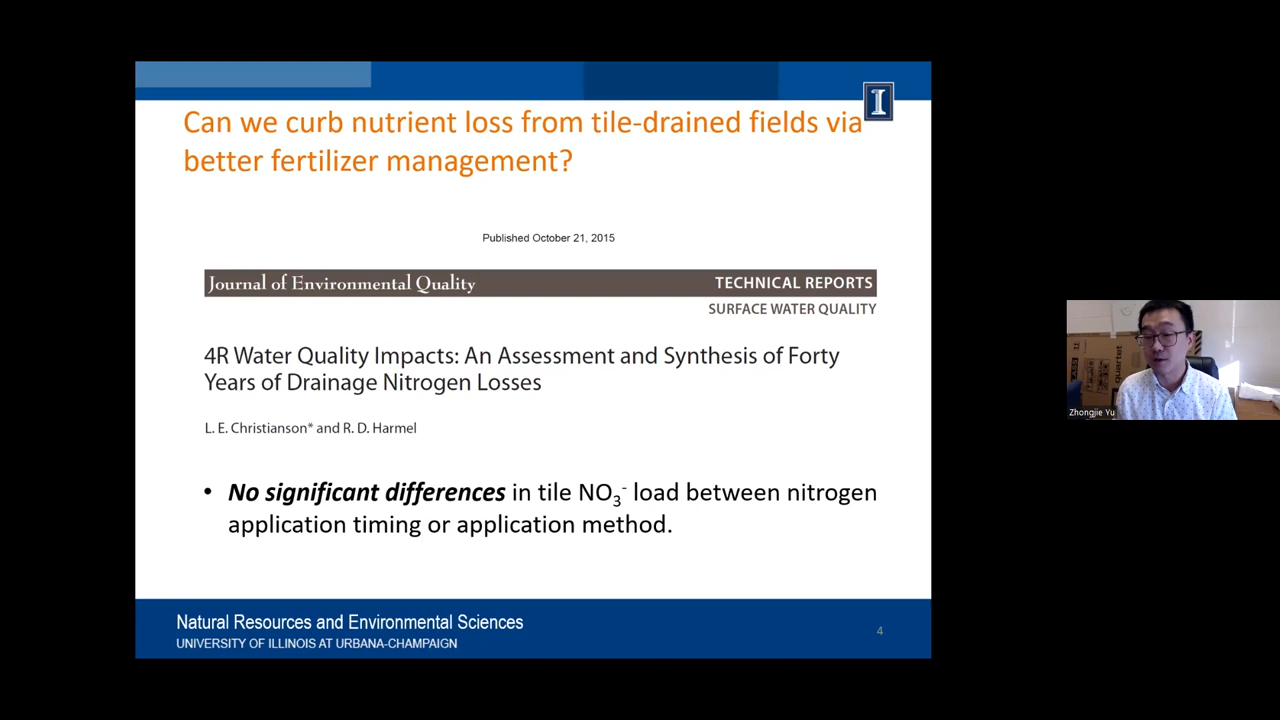 Can we curb nutrient loss from tile-drained fields via
better fertilizer management?
I
Published October 21, 2015
Journal of Environmental Quality TECHNICAL REPORTS
SURFACE WATER QUALITY
4R Water Quality Impacts: An Assessment and Synthesis of Forty
Years of Drainage Nitrogen Losses
L. E. Christianson* and R. D. Harmel
• No significant differences in tile NO₃⁻ load between nitrogen
application timing or application method.
Natural Resources and Environmental Sciences
UNIVERSITY OF ILLINOIS AT URBANA-CHAMPAIGN
4
quartet
Zhongjie Yu